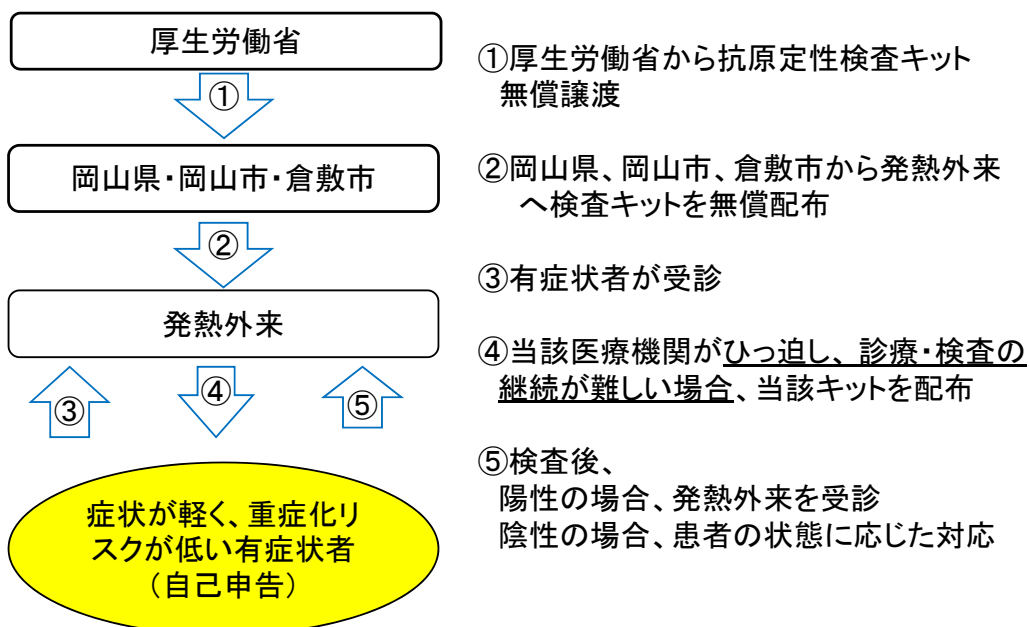 厚生労働省
①
岡山県・岡山市・倉敷市
②
発熱外来
③
④
⑤
症状が軽く、重症化リ
スクが低い有症状者
（自己申告）
①厚生労働省から抗原定性検査キット
無償譲渡
②岡山県、岡山市、倉敷市から発熱外来
へ検査キットを無償配布
③有症状者が受診
④当該医療機関がひっ迫し、診療・検査の
継続が難しい場合、当該キットを配布
⑤検査後、
陽性の場合、発熱外来を受診
陰性の場合、患者の状態に応じた対応